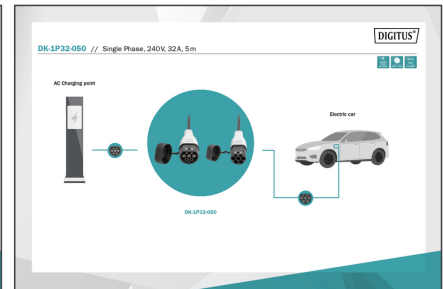 DIGITUS®
DK-1P32-050 // Single Phase, 240V, 32A, 5m
AC Charging point
Electric car
DK-1P32-050